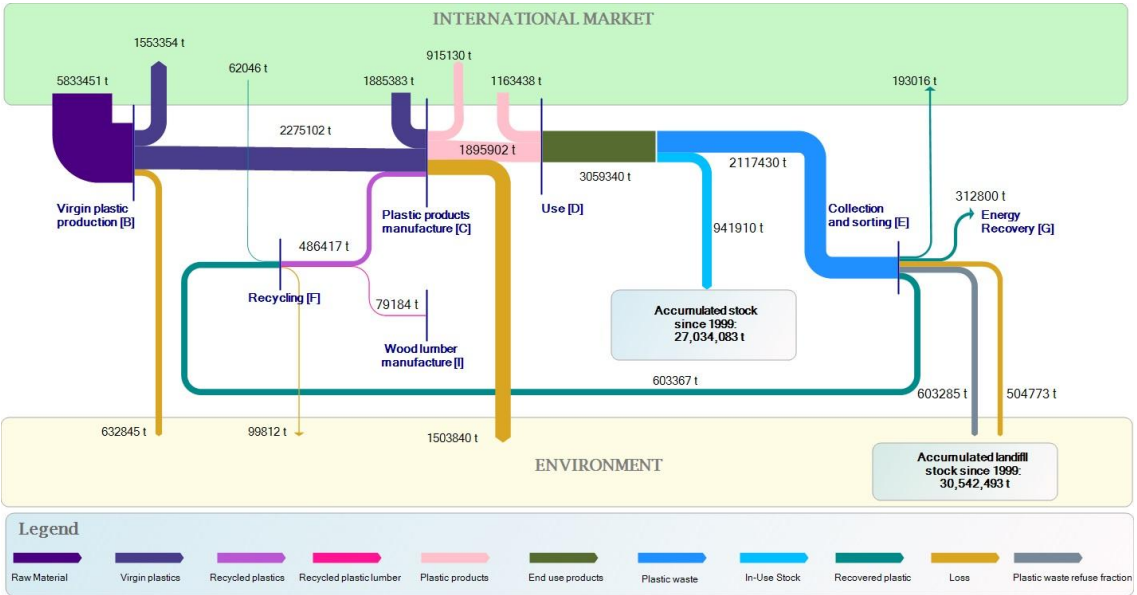 INTERNATIONAL MARKET
1553354 t
915130 t
62046 t
5833451 t
1885383 t
1163438 t
193016 t
2275102 t
1895902 t
2117430 t
3059340 t
312800 t
Virgin plastic
production [B]
Plastic products
manufacture [C]
Use [D]
Collection
and sorting [E]
Energy
Recovery [G]
941910 t
486417 t
Recycling [F]
79184 t
Accumulated stock
since 1999:
27,034,083 t
Wood lumber
manufacture [I]
603367 t
603285 t
504773 t
632845 t
99812 t
1503840 t
ENVIRONMENT
Accumulated landifll
stock since 1999:
30,542,493 t
Legend
Raw Material
Virgin plastics
Recycled plastics
Recycled plastic lumber
Plastic products
End use products
Plastic waste
In-Use Stock
Recovered plastic
Loss
Plastic waste refuse fraction